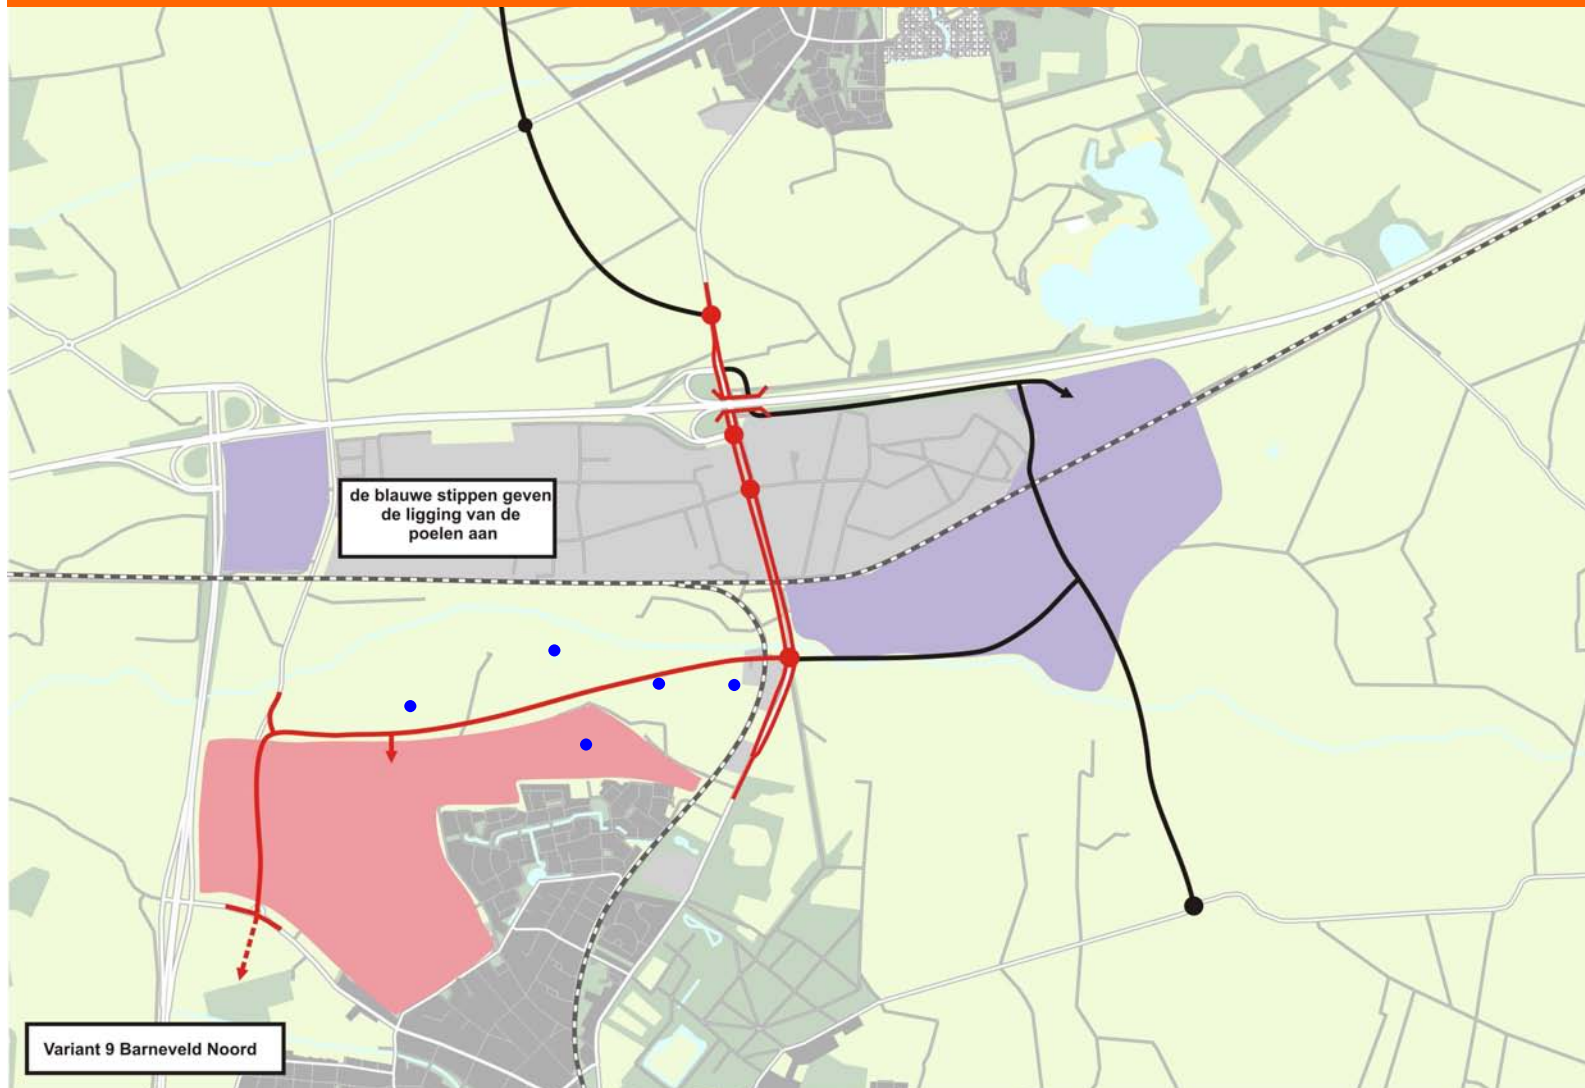 de blauwe stippen geven
de ligging van de
poelen aan
Variant 9 Barneveld Noord